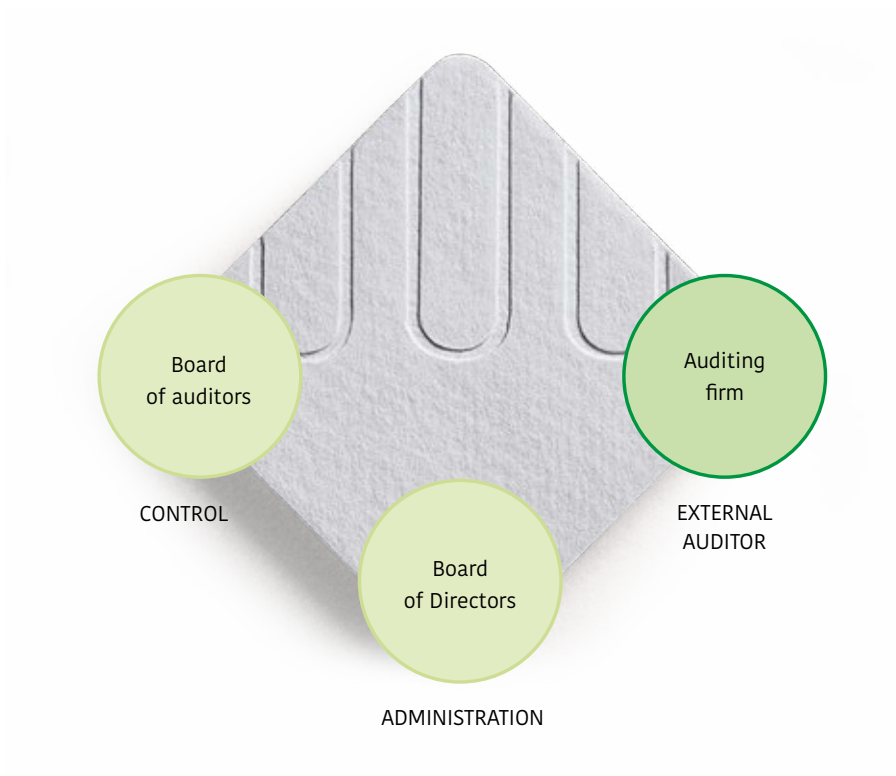 Board
of auditors
CONTROL
Auditing
firm
EXTERNAL
AUDITOR
Board
of Directors
ADMINISTRATION